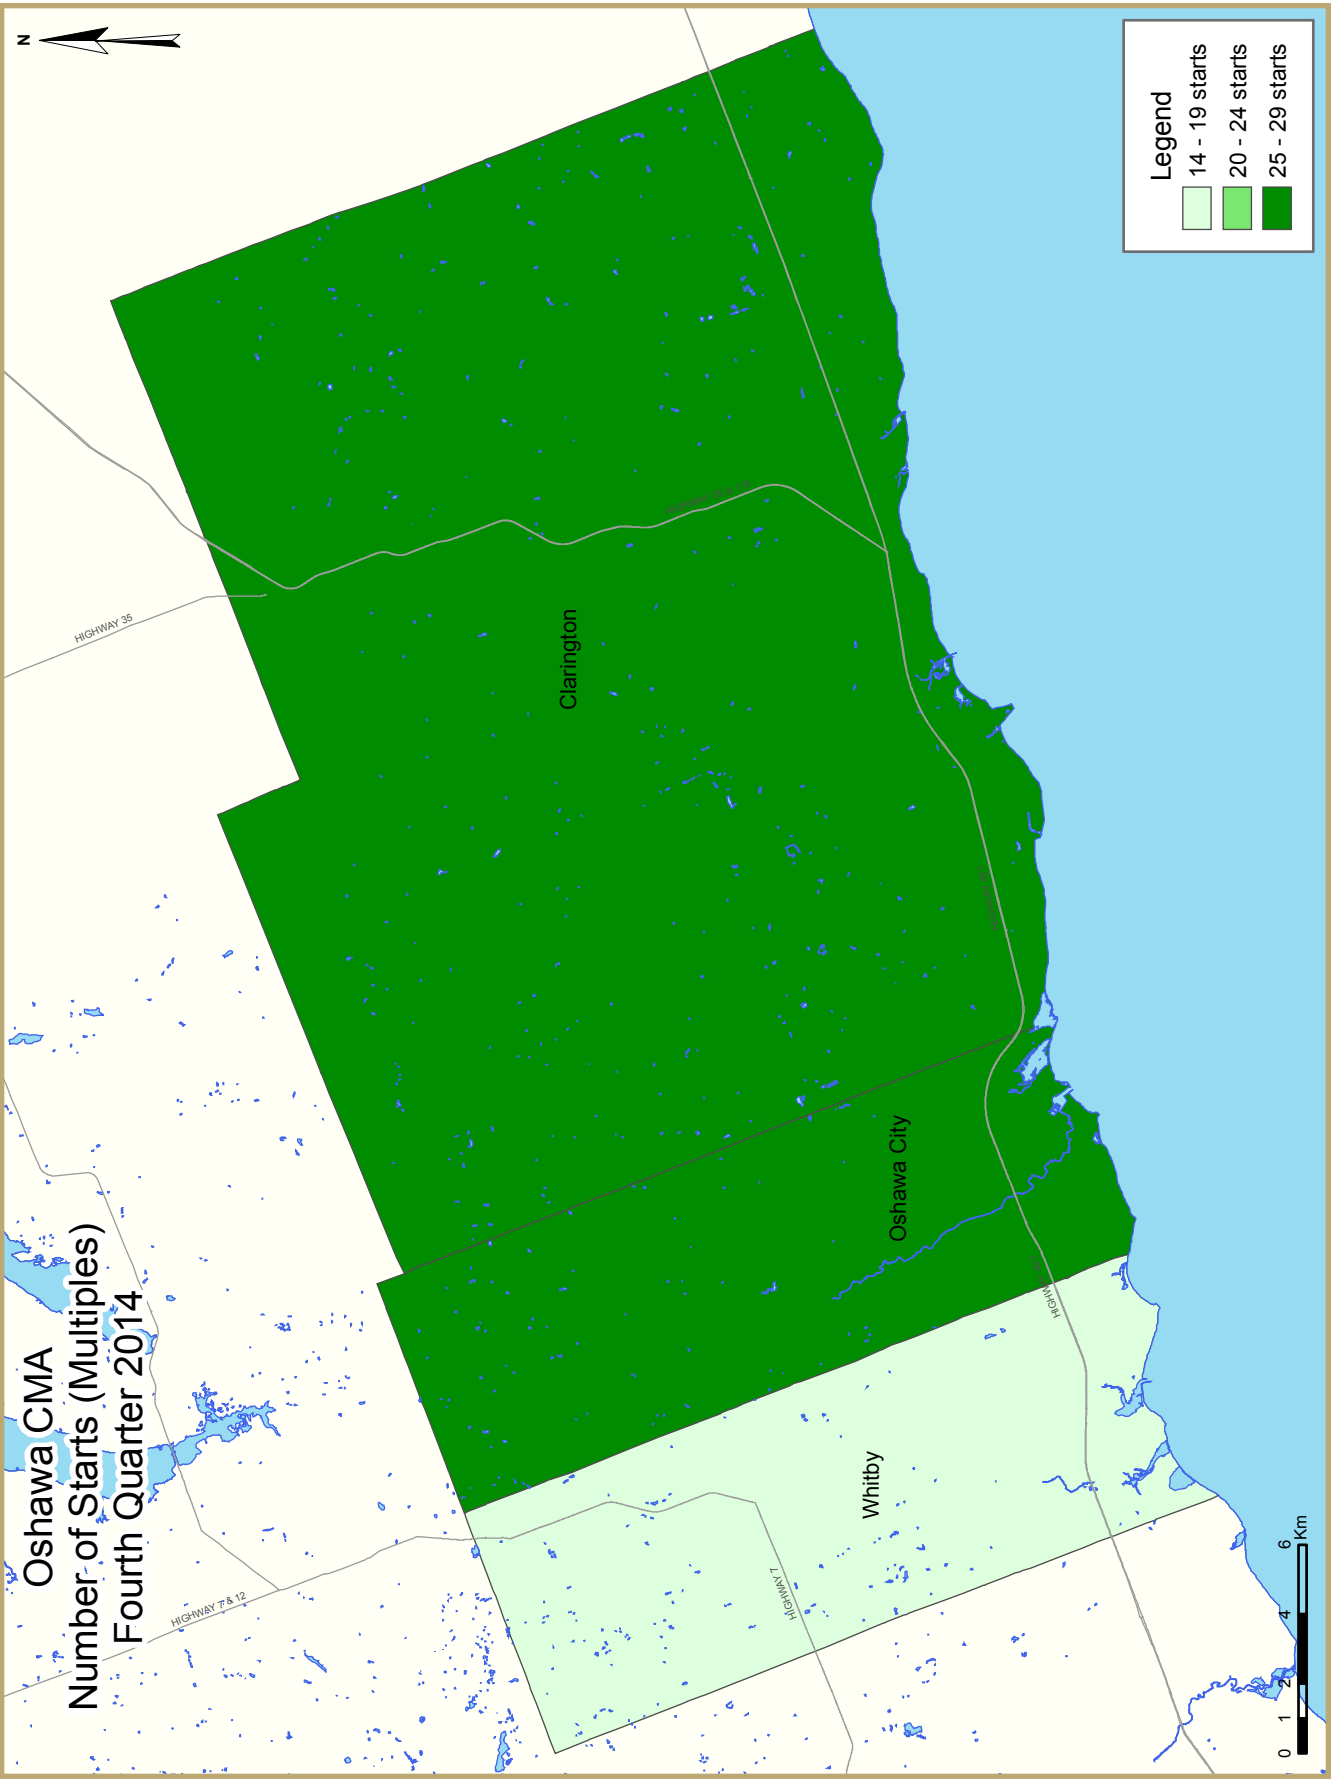 Oshawa CMA
Number of Starts (Multiples)
Fourth Quarter 2014
N
HIGHWAY 7 & 12
HIGHWAY 35
HIGHWAY 7
Whitby
Oshawa City
Clarington
Legend
14 - 19 starts
20 - 24 starts
25 - 29 starts
0 1 2 4 6
Km